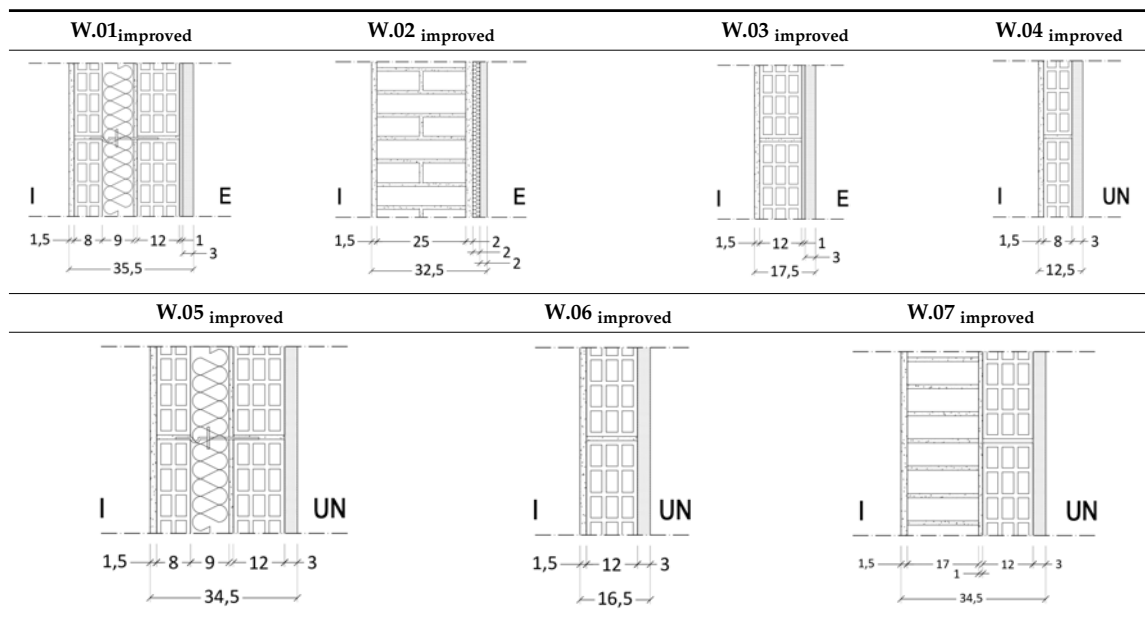 W.01improved W.02 improved W.03 improved W.04 improved
I E I E I E I UN
1,5 8 9 12 1 1,5 25 2 1,5 12 1 1,5 8 3
3 2 3
35,5 32,5 2 17,5 12,5
W.05 improved W.06 improved W.07 improved
I UN I UN I UN
1,5 8 9 12 3 1,5 12 3 1,5 17 12 3
1
34,5 16,5 34,5